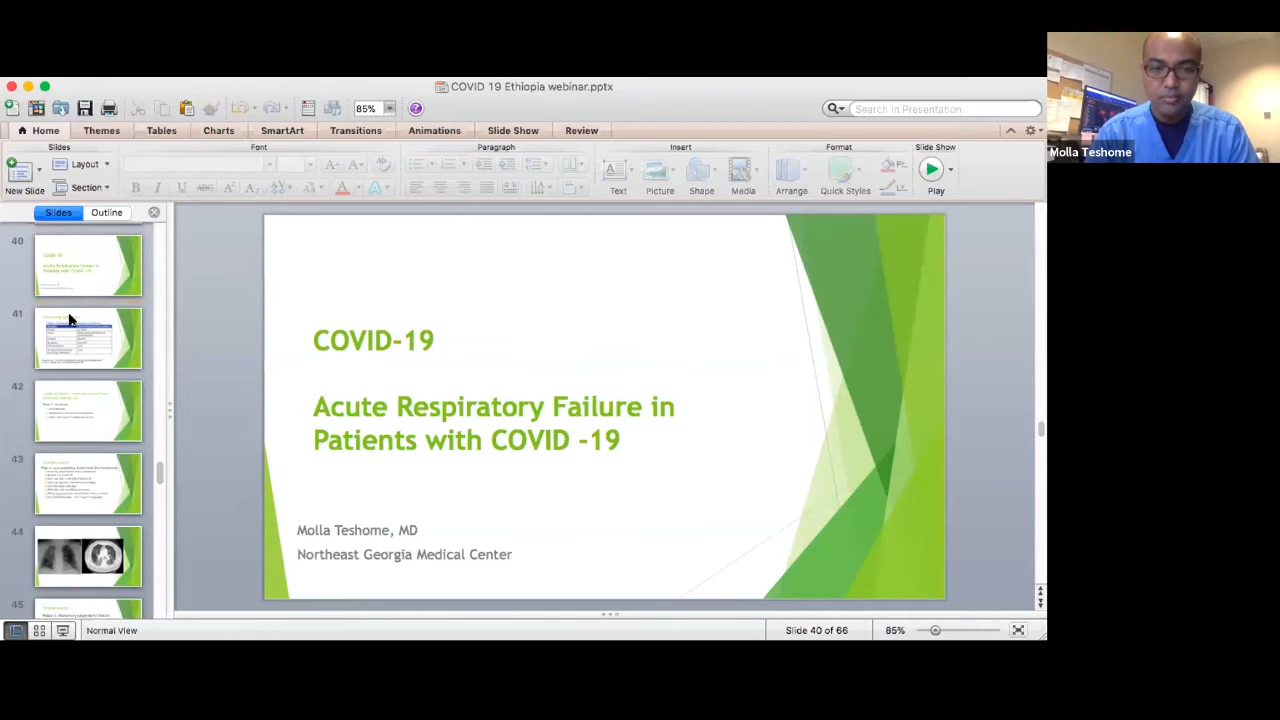 COVID 19 Ethiopia webinar.pptx
85%
Search in Presentation
Home
Themes
Tables
Charts
SmartArt
Transitions
Animations
Slide Show
Review
Slides
Font
Paragraph
Insert
Format
Slide Show
New Slide
Layout
Section
Text
Picture
Shape
Media
Arrange
Quick Styles
Play
Slides
Outline
40
41
42
43
44
45
COVID-19
Acute Respiratory Failure in
Patients with COVID -19
Molla Teshome, MD
Northeast Georgia Medical Center
Normal View
Slide 40 of 66
85%
Molla Teshome